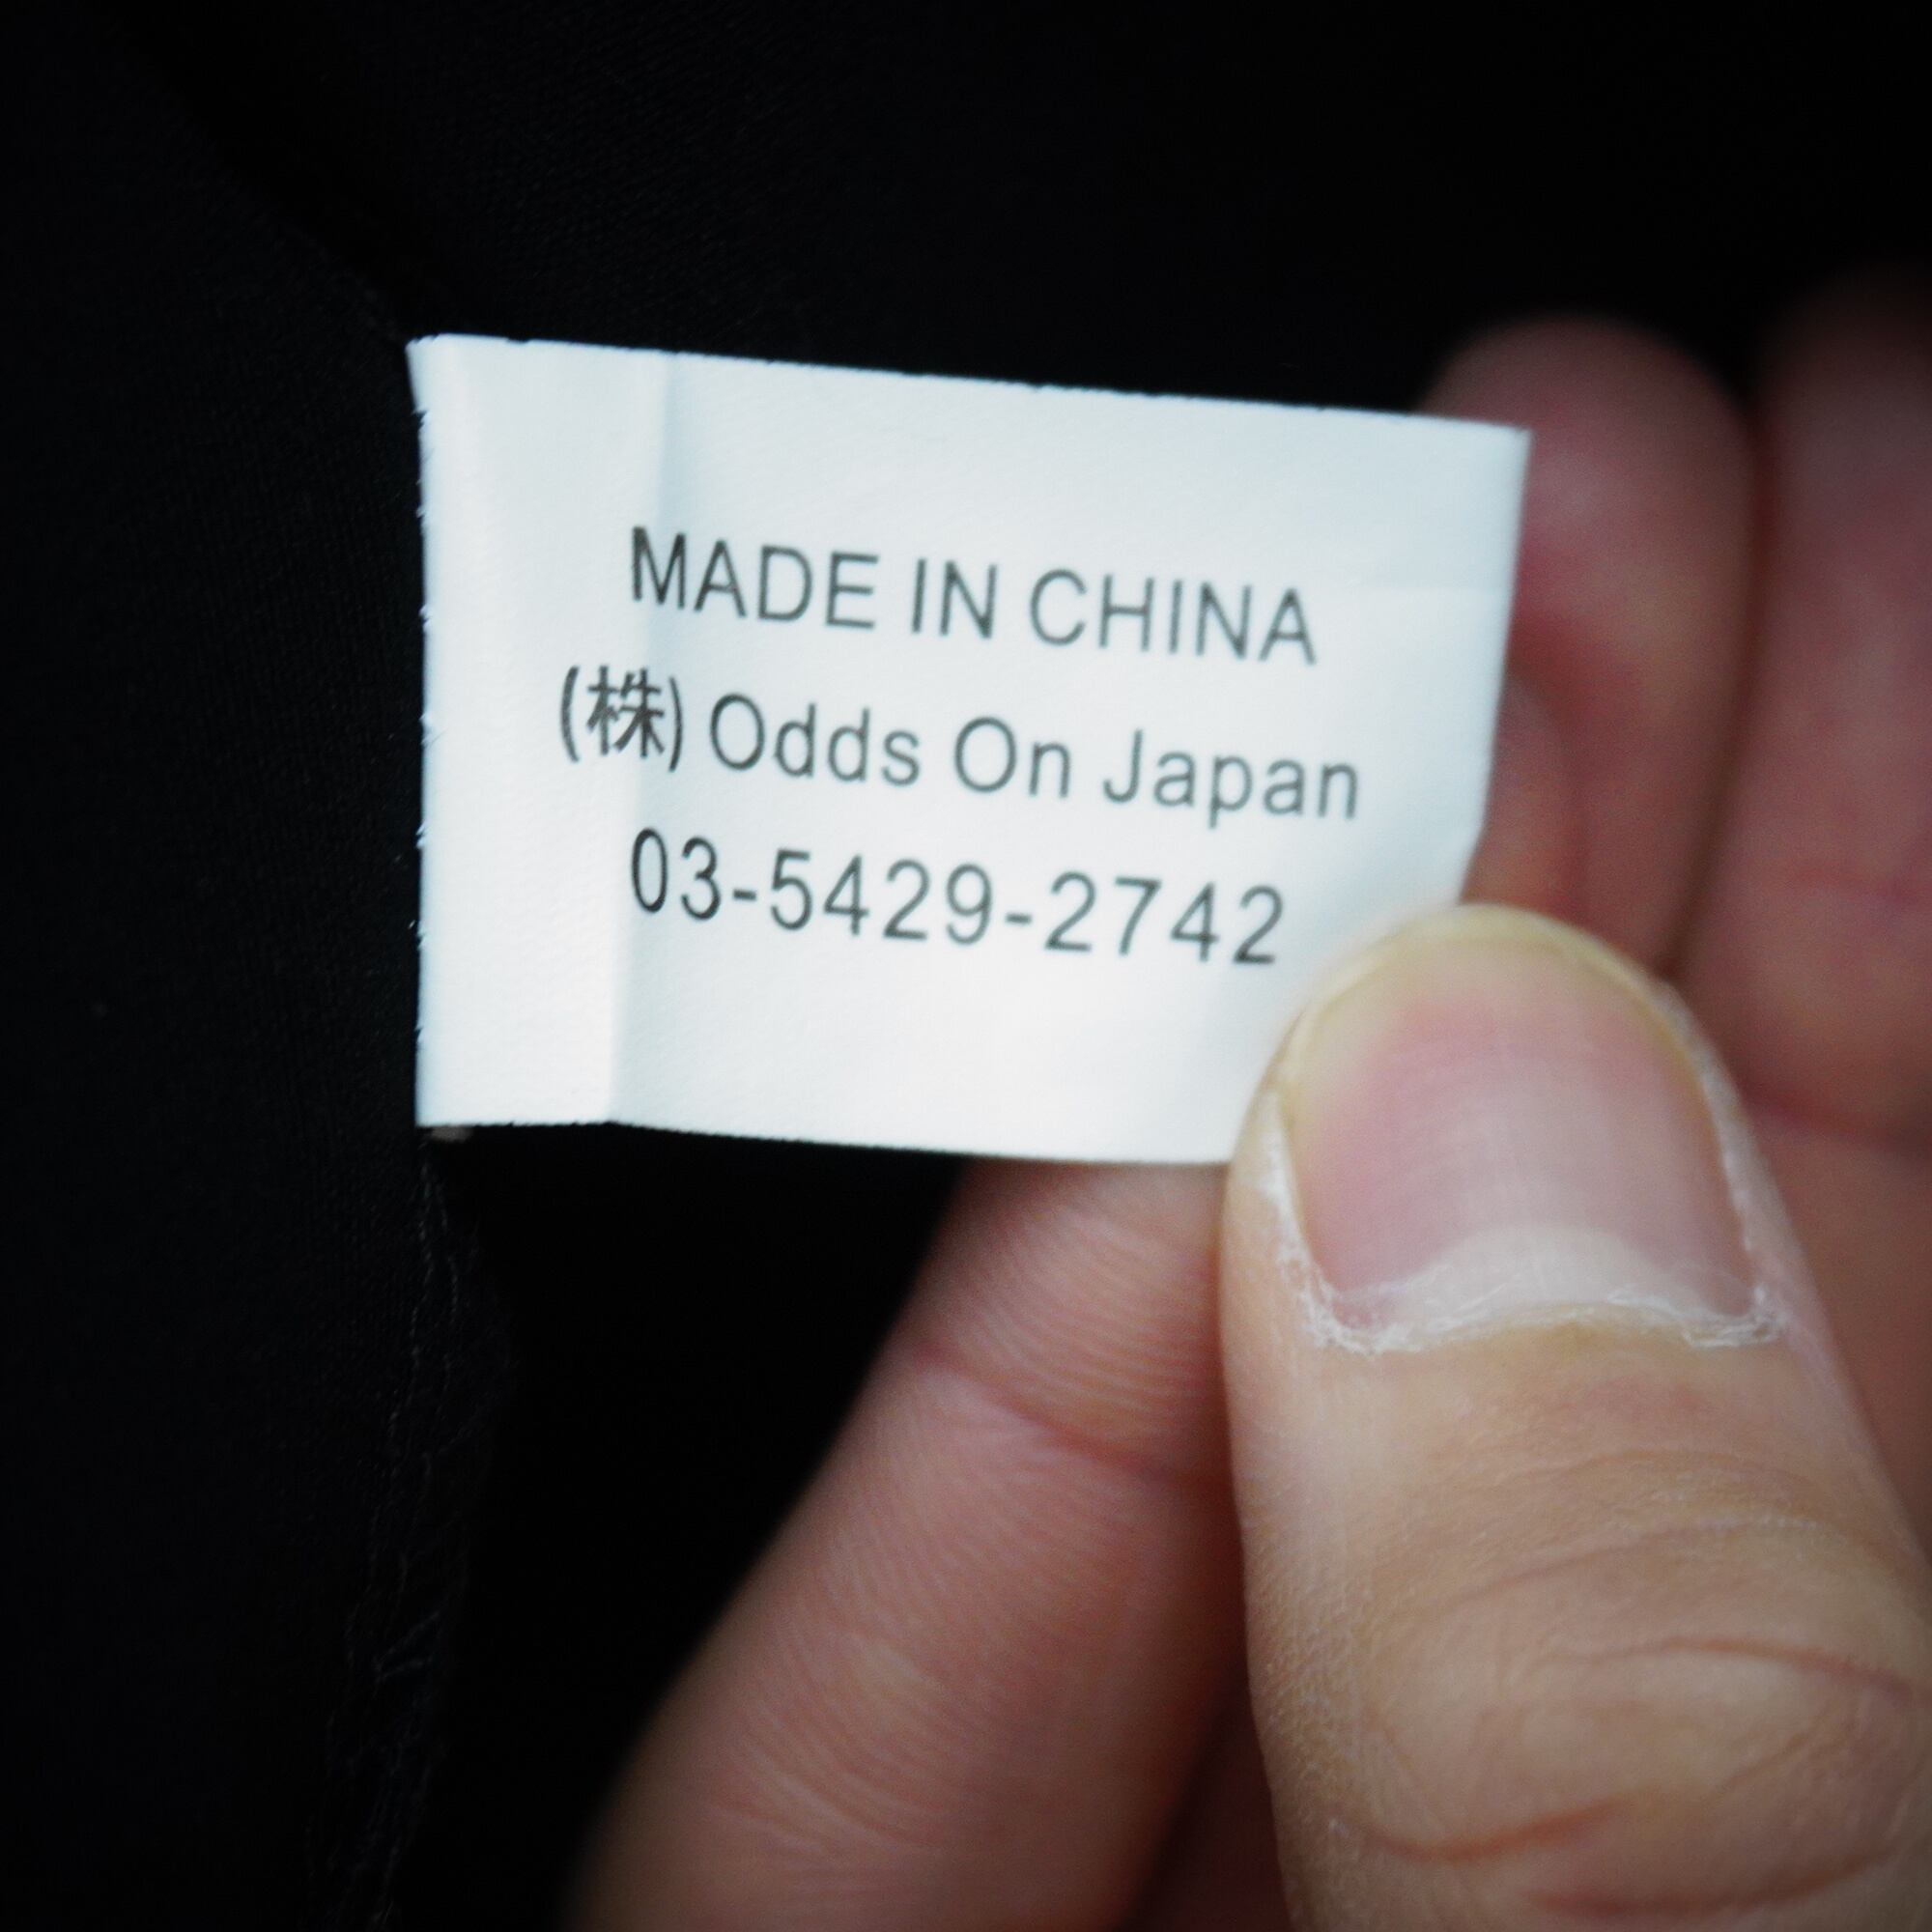 MADE IN CHINA
(株) Odds On Japan
03-5429-2742